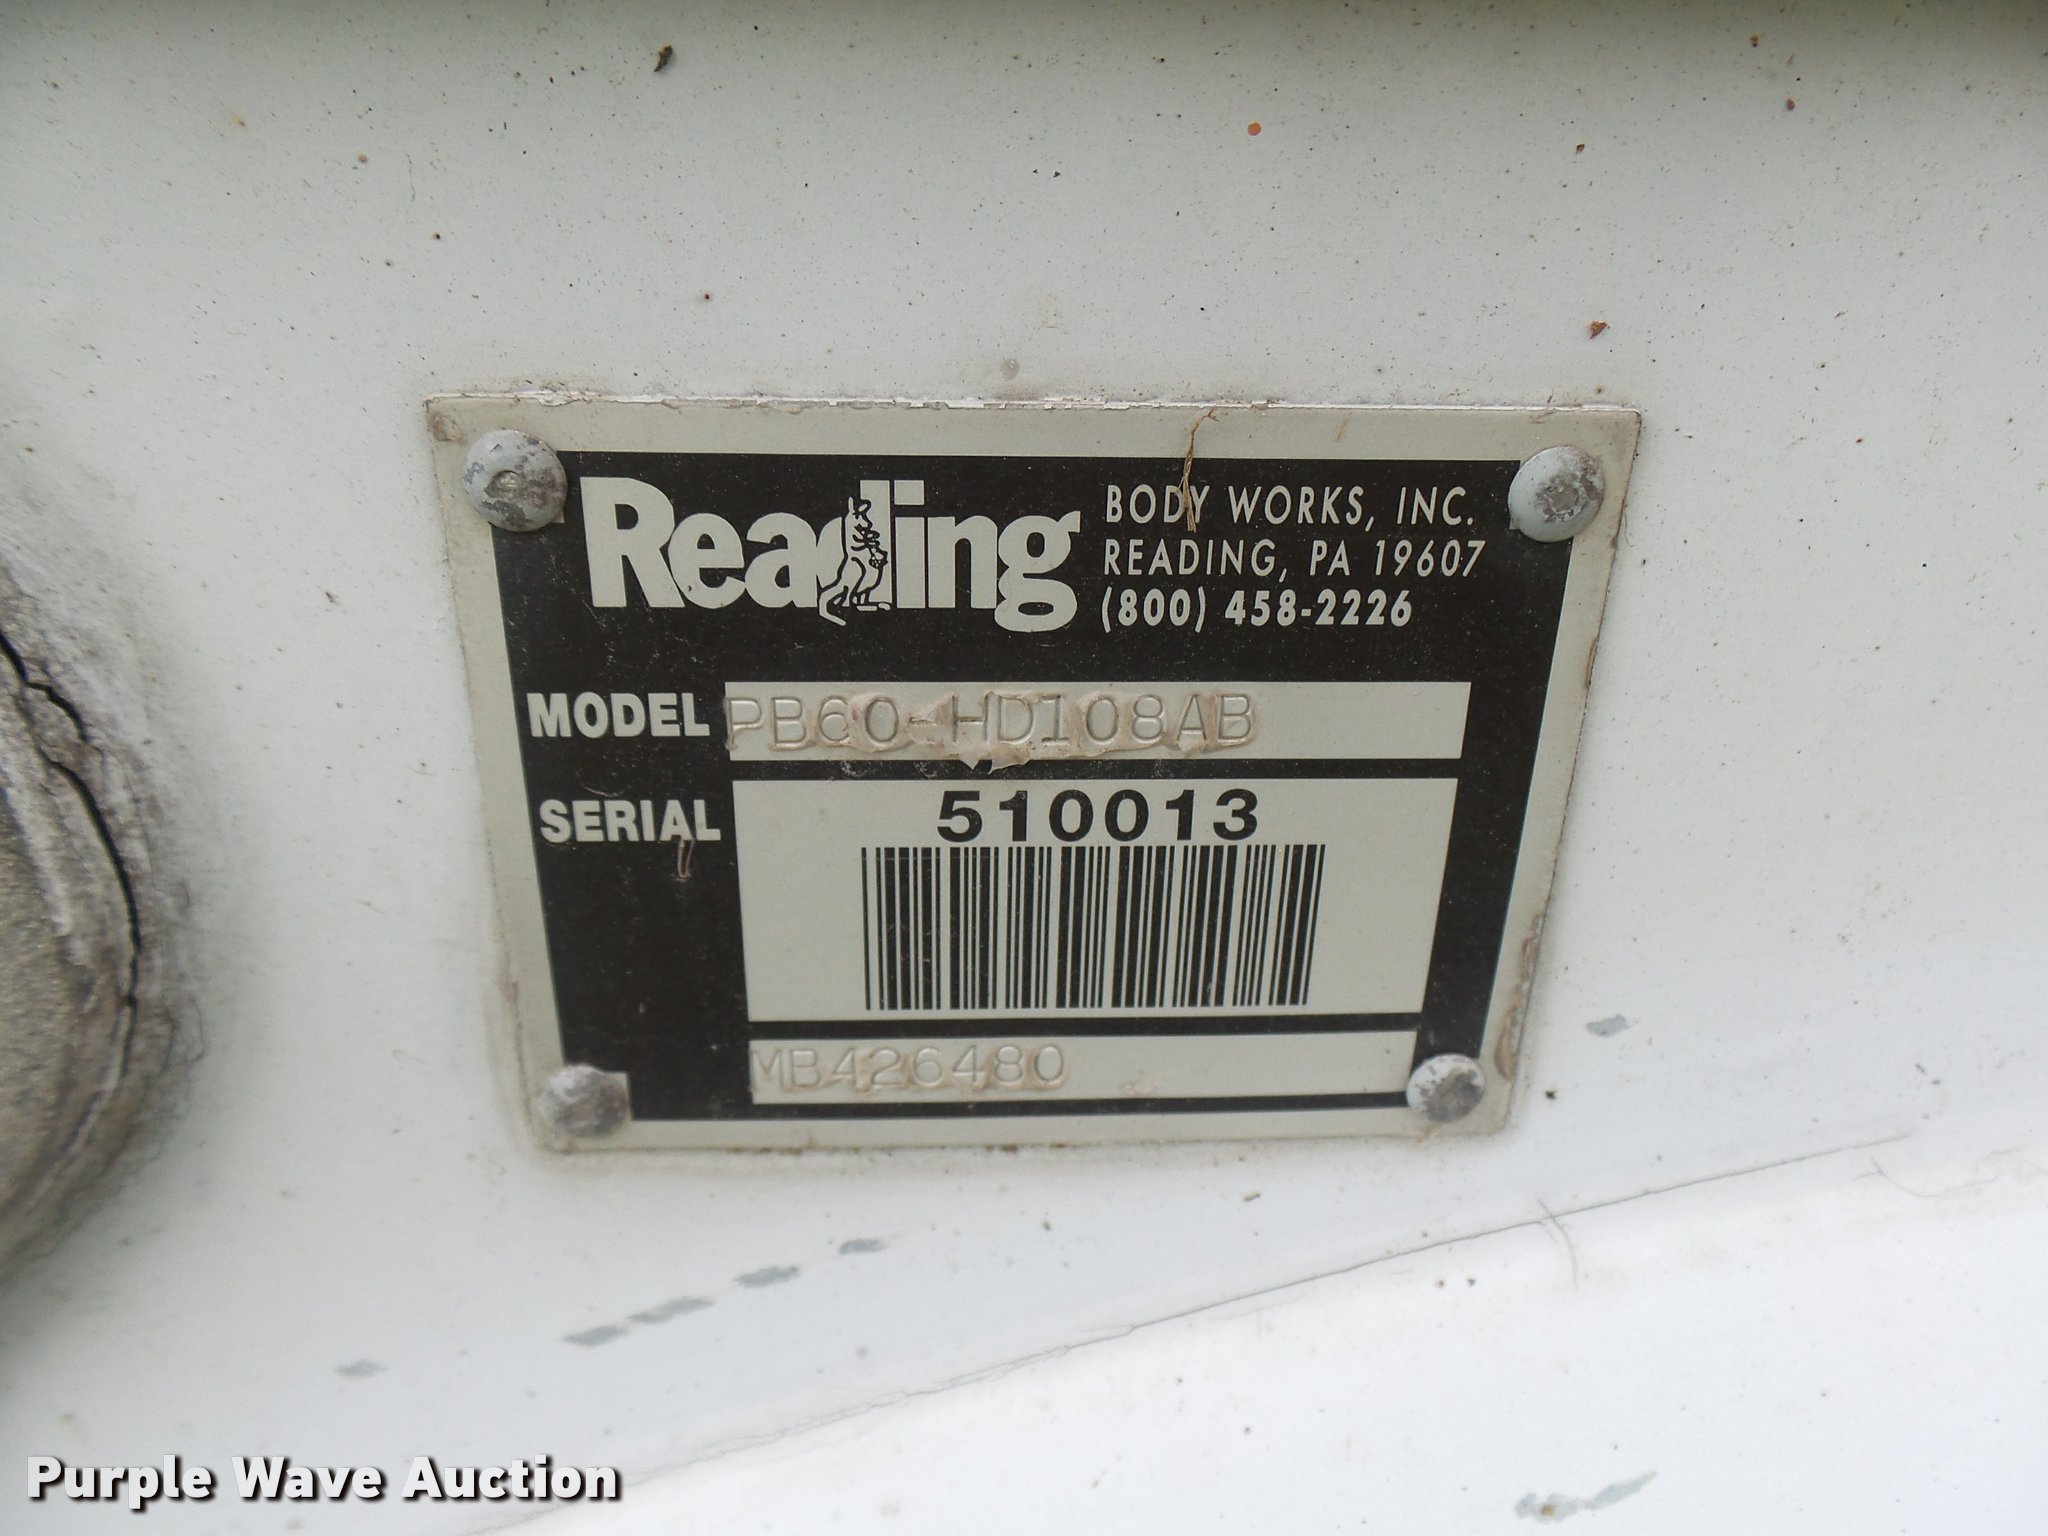 Reading
BODY WORKS, INC.
READING, PA 19607
(800) 458-2226
MODEL PB60-HD108AB
SERIAL 510013
MB426480
Purple Wave Auction